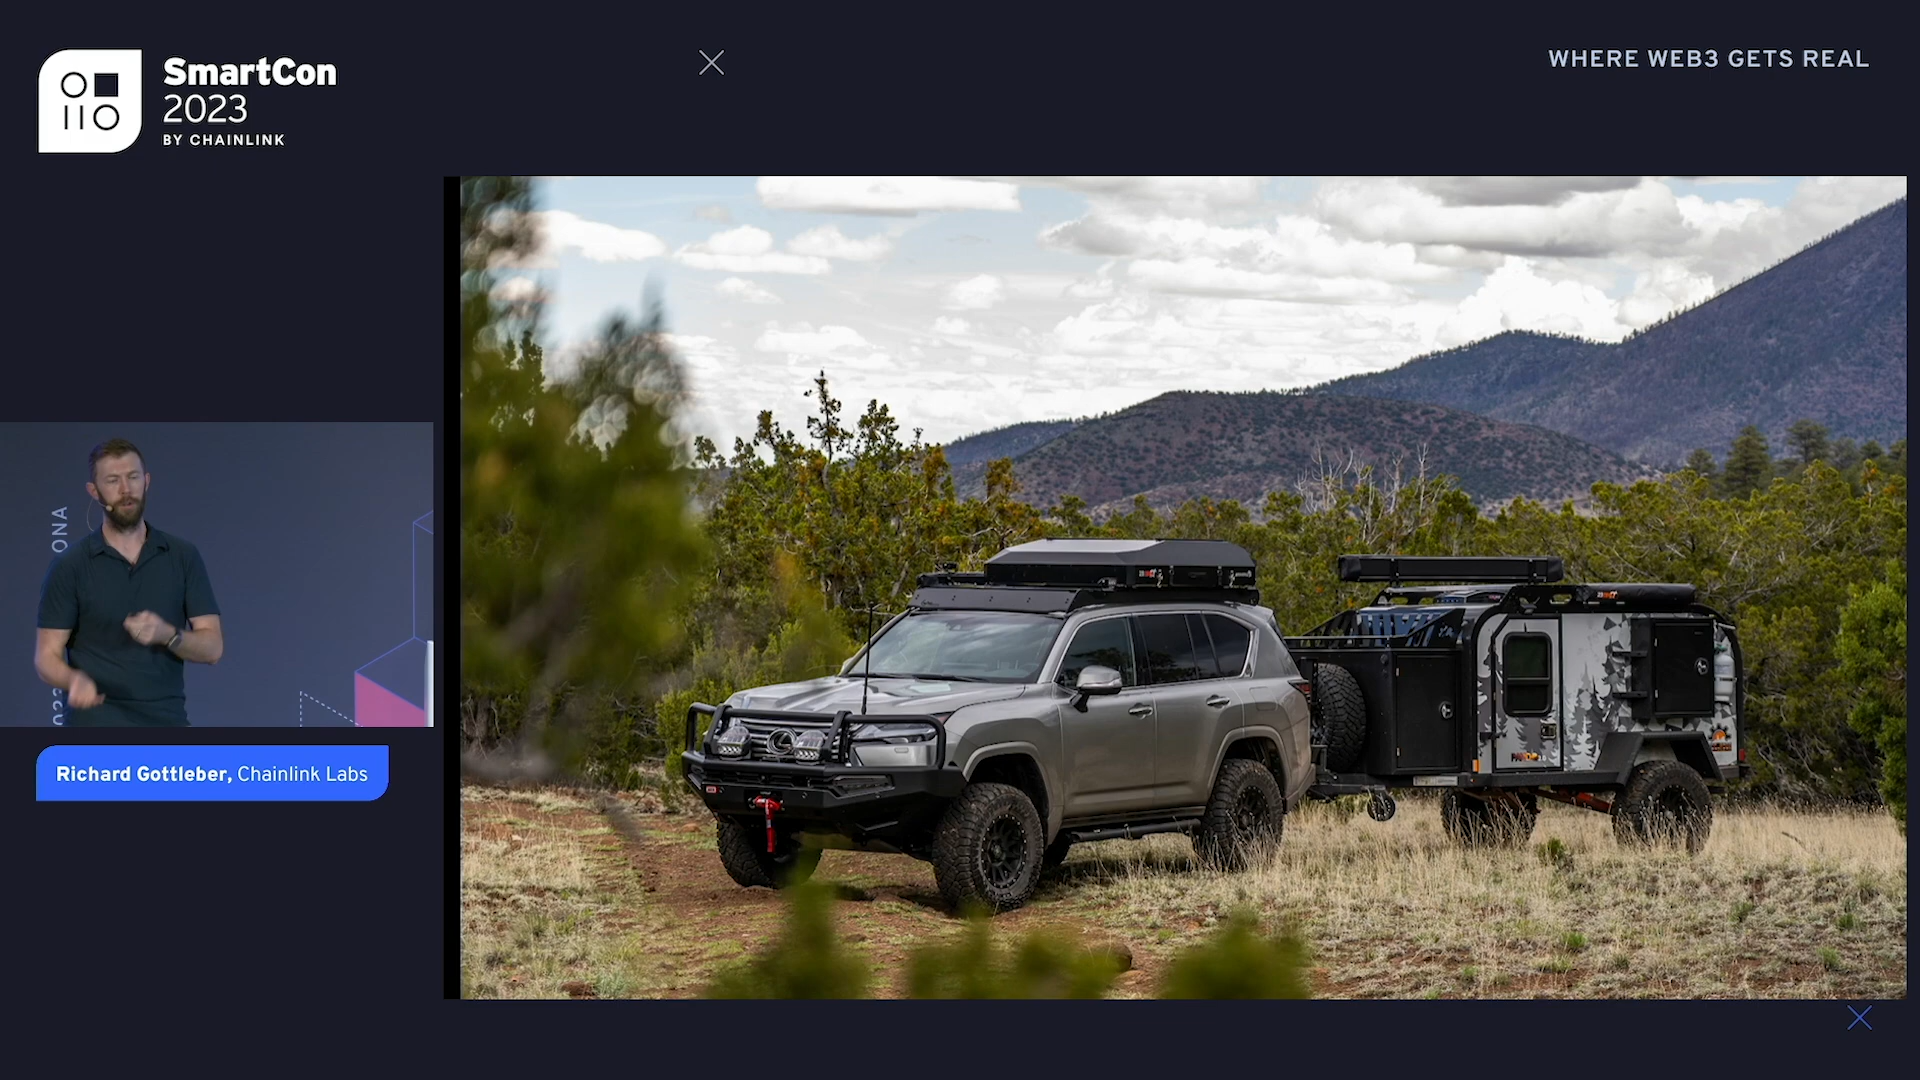 SmartCon
2023
BY CHAINLINK
WHERE WEB3 GETS REAL
ONA
Richard Gottleber, Chainlink Labs